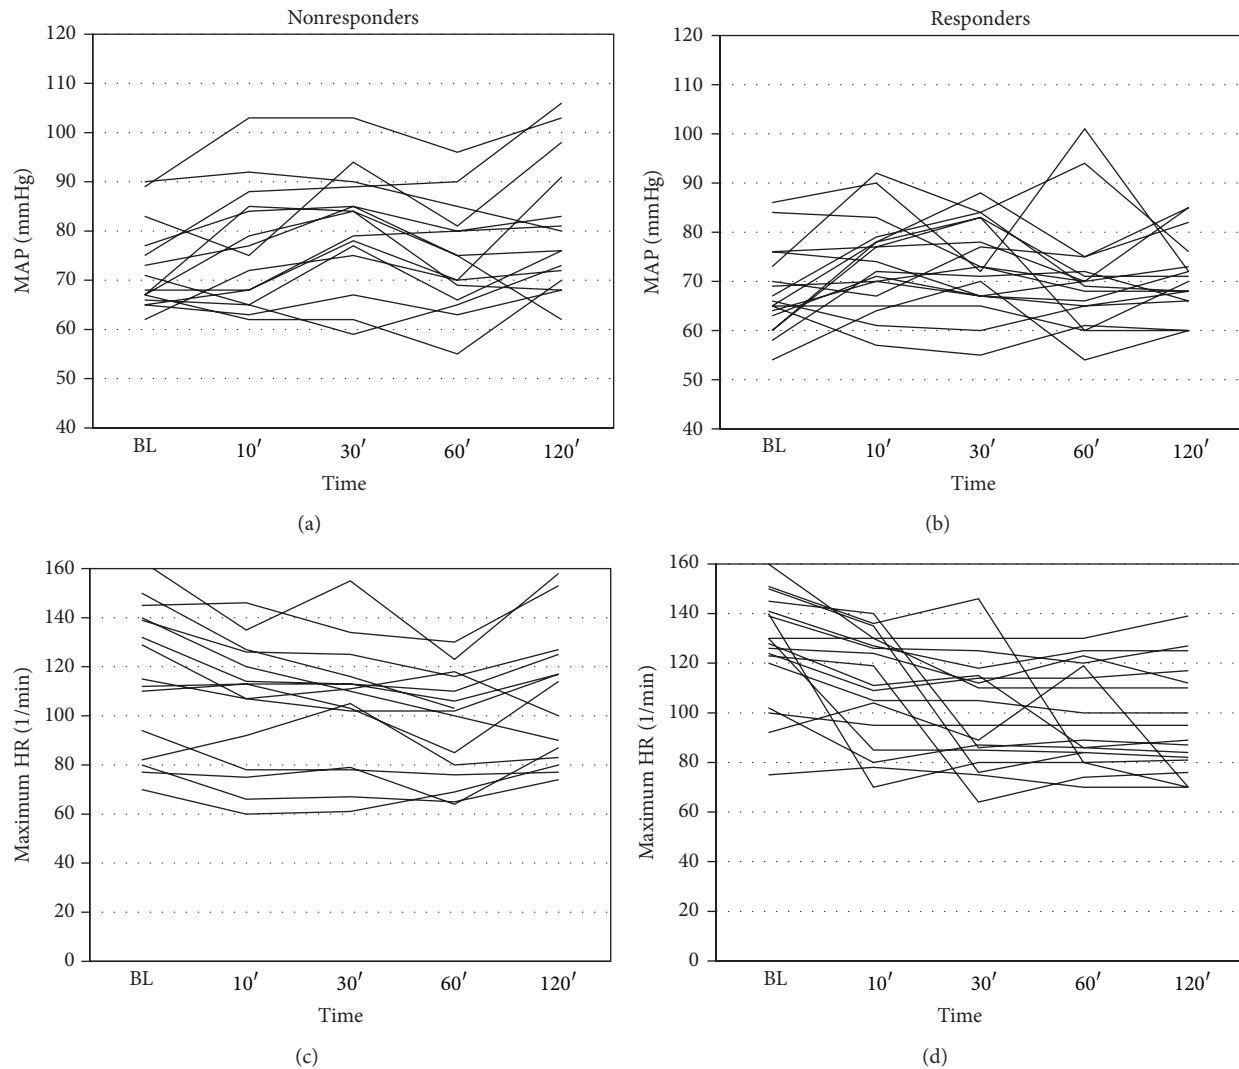 Nonresponders
120
110
100
90
80
70
60
50
40
MAP (mmHg)
BL 10′ 30′ 60′ 120′
Time
(a)
Responders
120
110
100
90
80
70
60
50
40
MAP (mmHg)
BL 10′ 30′ 60′ 120′
Time
(b)
160
140
120
100
80
60
40
20
0
Maximum HR (1/min)
BL 10′ 30′ 60′ 120′
Time
(c)
160
140
120
100
80
60
40
20
0
Maximum HR (1/min)
BL 10′ 30′ 60′ 120′
Time
(d)